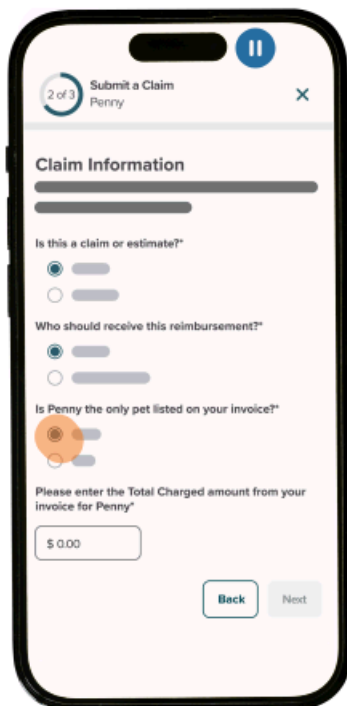 2 of 3
Submit a Claim
Penny
Claim Information
Is this a claim or estimate?*
Who should receive this reimbursement?*
Is Penny the only pet listed on your invoice?*
Please enter the Total Charged amount from your
invoice for Penny*
$ 0.00
Back
Next